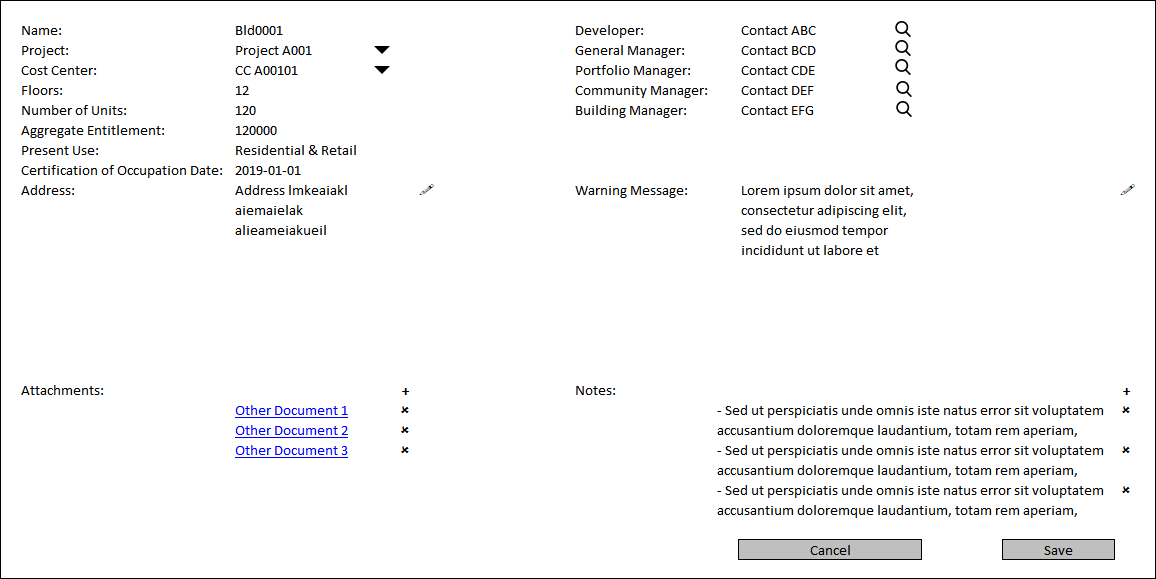 Name: Bld0001
Project: Project A001
Cost Center: CC A00101
Floors: 12
Number of Units: 120
Aggregate Entitlement: 120000
Present Use: Residential & Retail
Certification of Occupation Date: 2019-01-01
Address: Address lmkeaiakl
aiemaielak
alieameiakueil
Developer: Contact ABC
General Manager: Contact BCD
Portfolio Manager: Contact CDE
Community Manager: Contact DEF
Building Manager: Contact EFG
Warning Message: Lorem ipsum dolor sit amet,
consectetur adipiscing elit,
sed do eiusmod tempor
incididunt ut labore et
Attachments: +
Other Document 1 ×
Other Document 2 ×
Other Document 3 ×
Notes: +
- Sed ut perspiciatis unde omnis iste natus error sit voluptatem ×
accusantium doloremque laudantium, totam rem aperiam,
- Sed ut perspiciatis unde omnis iste natus error sit voluptatem ×
accusantium doloremque laudantium, totam rem aperiam,
- Sed ut perspiciatis unde omnis iste natus error sit voluptatem ×
accusantium doloremque laudantium, totam rem aperiam,
Cancel Save